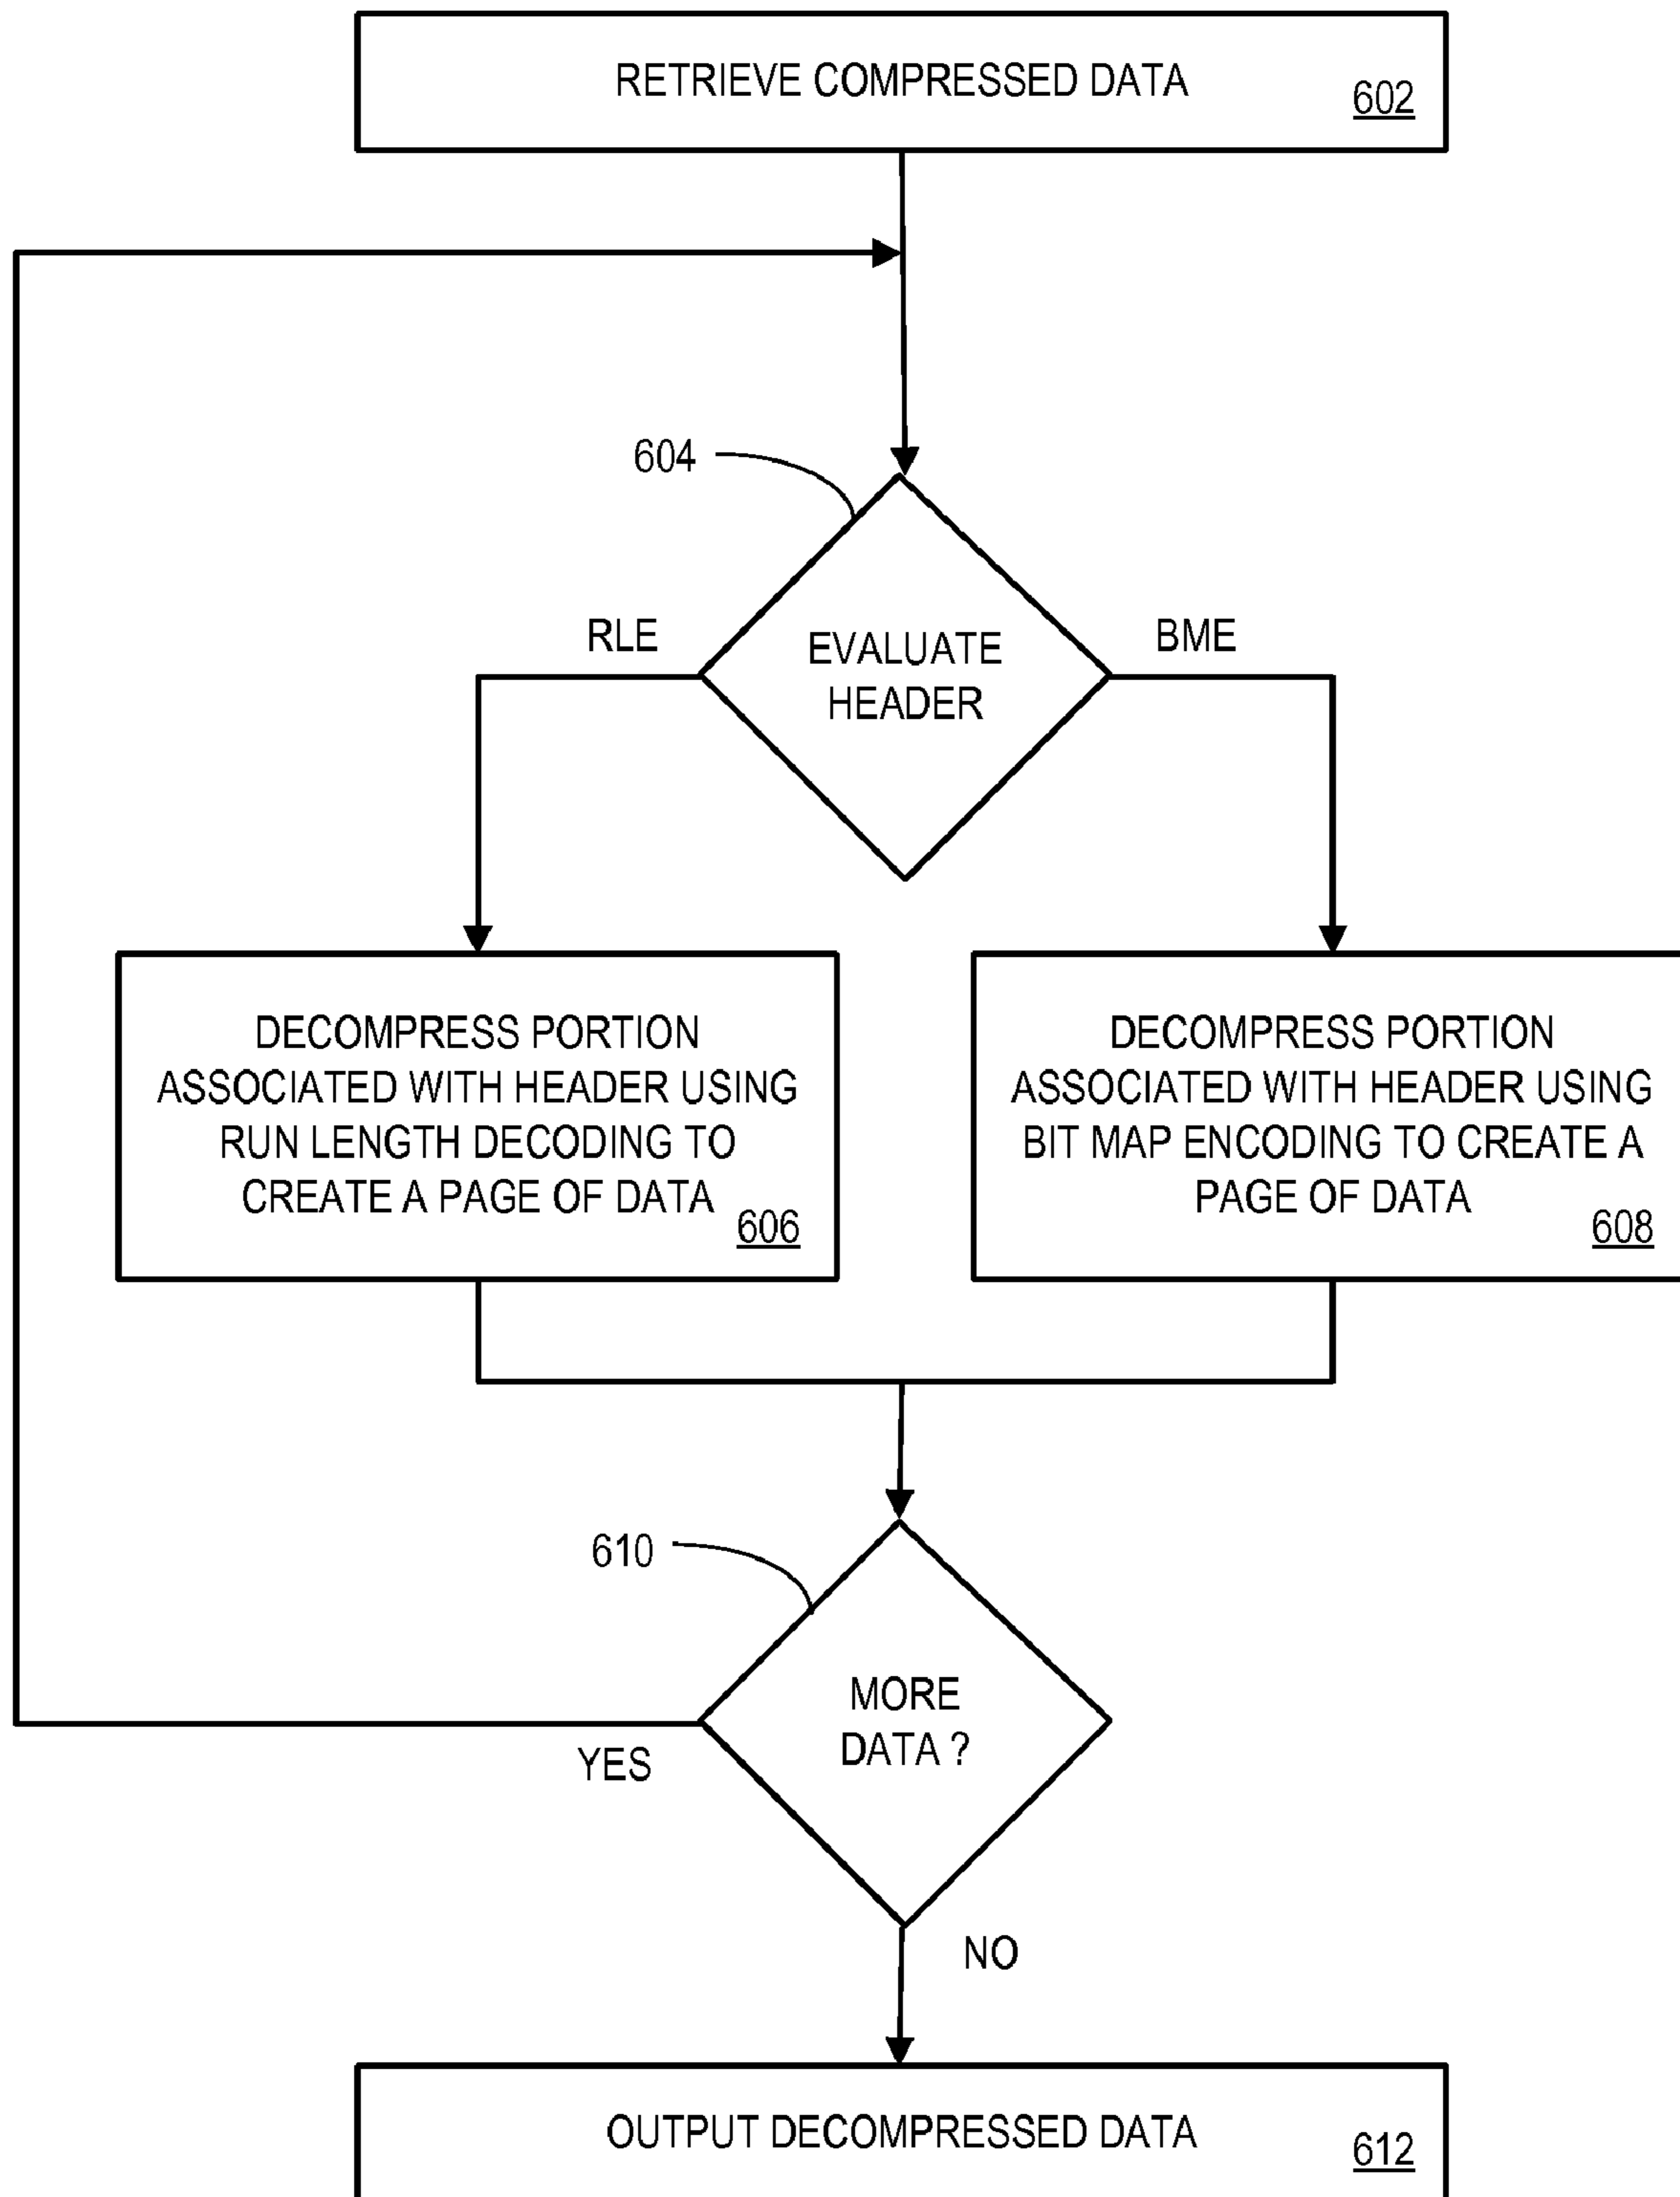 RETRIEVE COMPRESSED DATA
602
604
RLE
EVALUATE
HEADER
BME
DECOMPRESS PORTION
ASSOCIATED WITH HEADER USING
RUN LENGTH DECODING TO
CREATE A PAGE OF DATA
606
DECOMPRESS PORTION
ASSOCIATED WITH HEADER USING
BIT MAP ENCODING TO CREATE A
PAGE OF DATA
608
610
MORE
DATA ?
YES
NO
OUTPUT DECOMPRESSED DATA
612